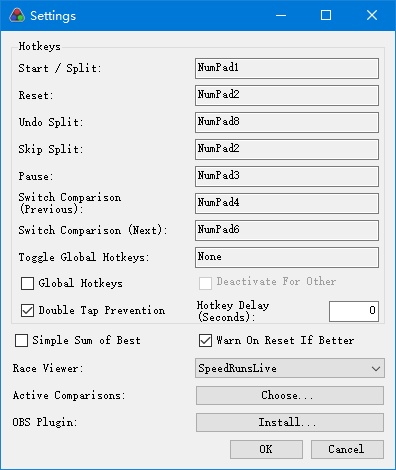 Settings
Hotkeys
Start / Split: NumPad1
Reset: NumPad2
Undo Split: NumPad8
Skip Split: NumPad2
Pause: NumPad3
Switch Comparison (Previous): NumPad4
Switch Comparison (Next): NumPad6
Toggle Global Hotkeys: None
Global Hotkeys Deactivate For Other
Double Tap Prevention Hotkey Delay (Seconds): 0
Simple Sum of Best Warn On Reset If Better
Race Viewer: SpeedRunsLive
Active Comparisons: Choose...
OBS Plugin: Install...
OK Cancel